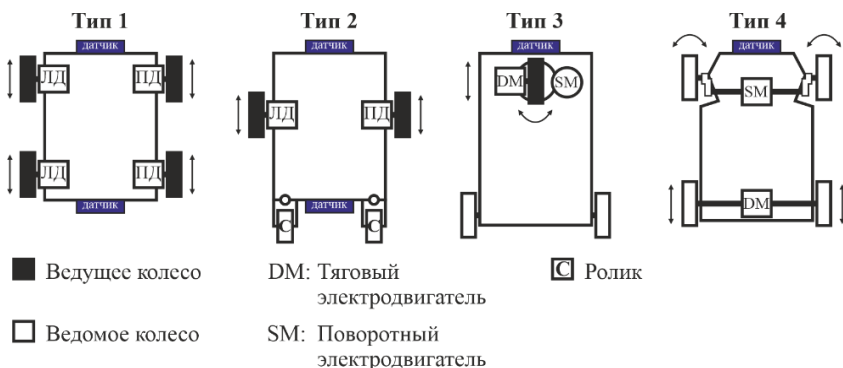 Тип 1 Тип 2 Тип 3 Тип 4
датчик датчик датчик датчик
ЛД ПД DM SM
SM
ЛД ПД
ЛД ПД
DM
датчик датчик
С С
Ведущее колесо DM: Тяговый С Ролик
электродвигатель
Ведомое колесо SM: Поворотный
электродвигатель